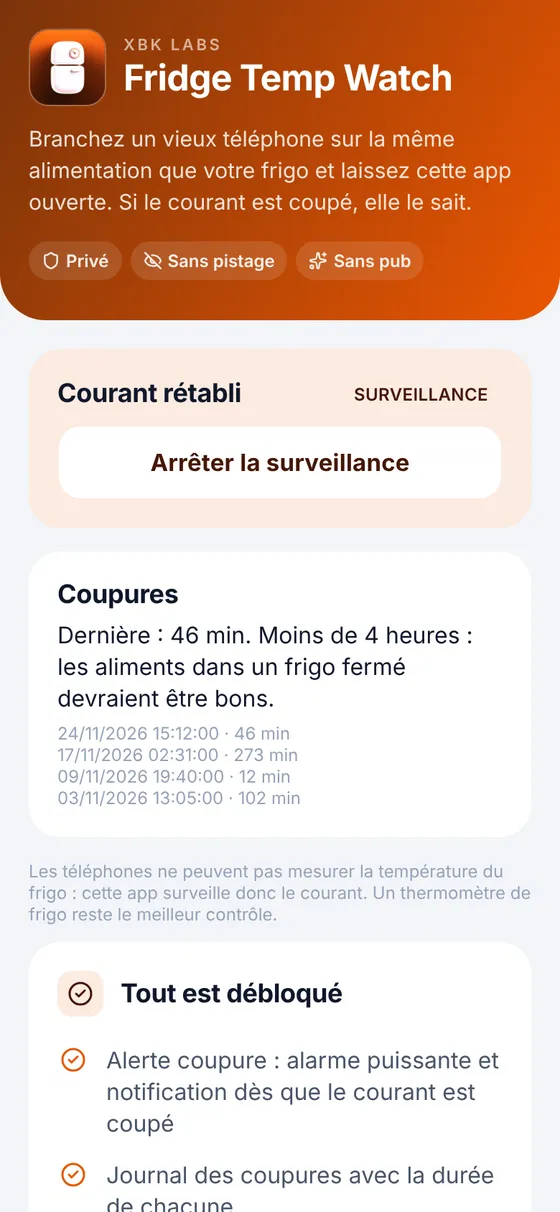 XBK LABS
Fridge Temp Watch
Branchez un vieux téléphone sur la même
alimentation que votre frigo et laissez cette app
ouverte. Si le courant est coupé, elle le sait.
Privé
Sans pistage
Sans pub
Courant rétabli
SURVEILLANCE
Arrêter la surveillance
Coupures
Dernière : 46 min. Moins de 4 heures :
les aliments dans un frigo fermé
devraient être bons.
24/11/2026 15:12:00 · 46 min
17/11/2026 02:31:00 · 273 min
09/11/2026 19:40:00 · 12 min
03/11/2026 13:05:00 · 102 min
Les téléphones ne peuvent pas mesurer la température du
frigo : cette app surveille donc le courant. Un thermomètre de
frigo reste le meilleur contrôle.
Tout est débloqué
Alerte coupure : alarme puissante et
notification dès que le courant est
coupé
Journal des coupures avec la durée
de chacune